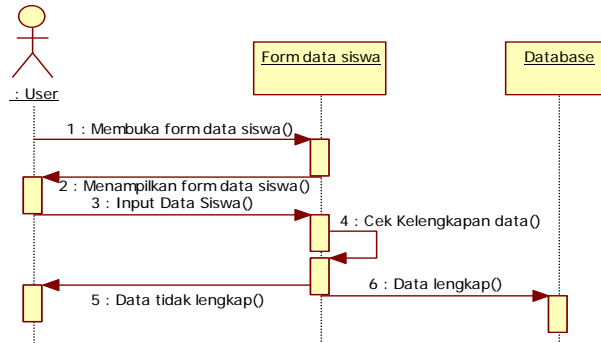 Form data siswa
Database
: User
1 : Membuka form data siswa()
2 : Menampilkan form data siswa()
3 : Input Data Siswa()
4 : Cek Kelengkapan data()
6 : Data lengkap()
5 : Data tidak lengkap()